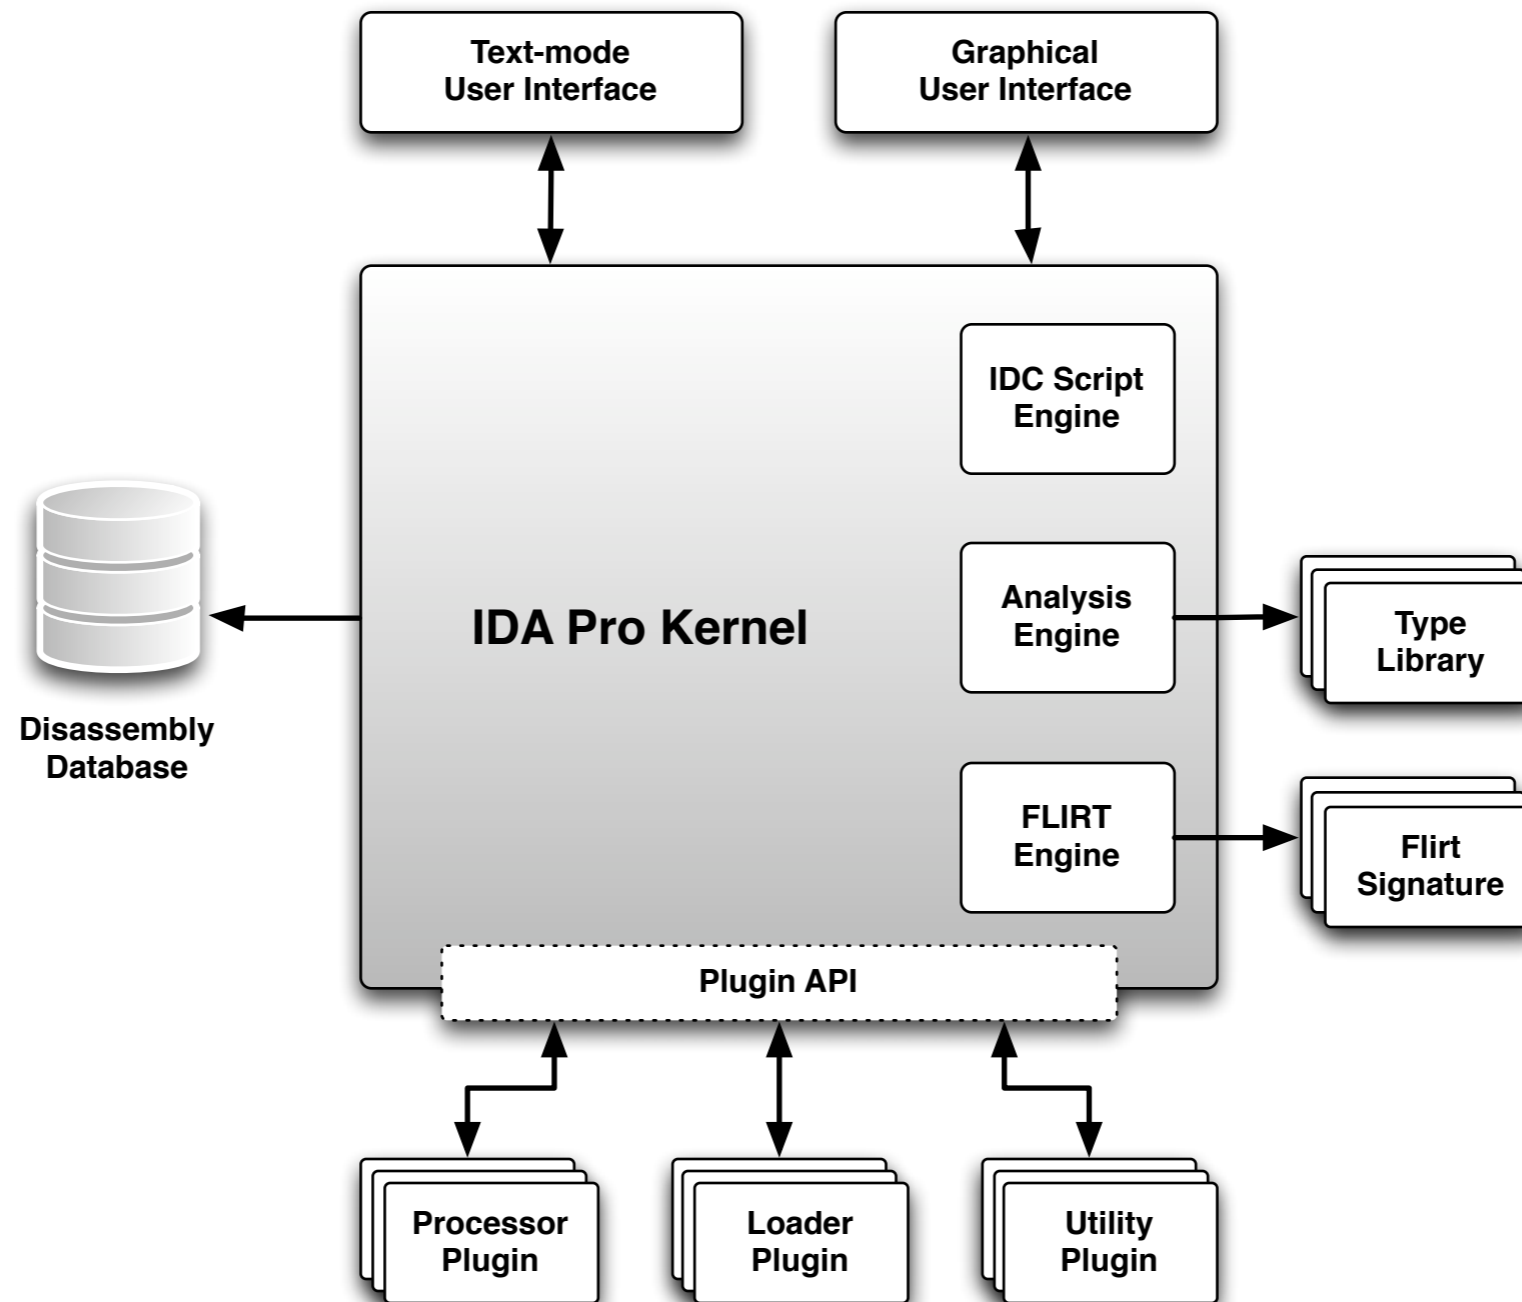 Text-mode
User Interface
Graphical
User Interface
IDC Script
Engine
Analysis
Engine
IDA Pro Kernel
Type
Library
Disassembly
Database
FLIRT
Engine
Flirt
Signature
Plugin API
Processor
Plugin
Loader
Plugin
Utility
Plugin